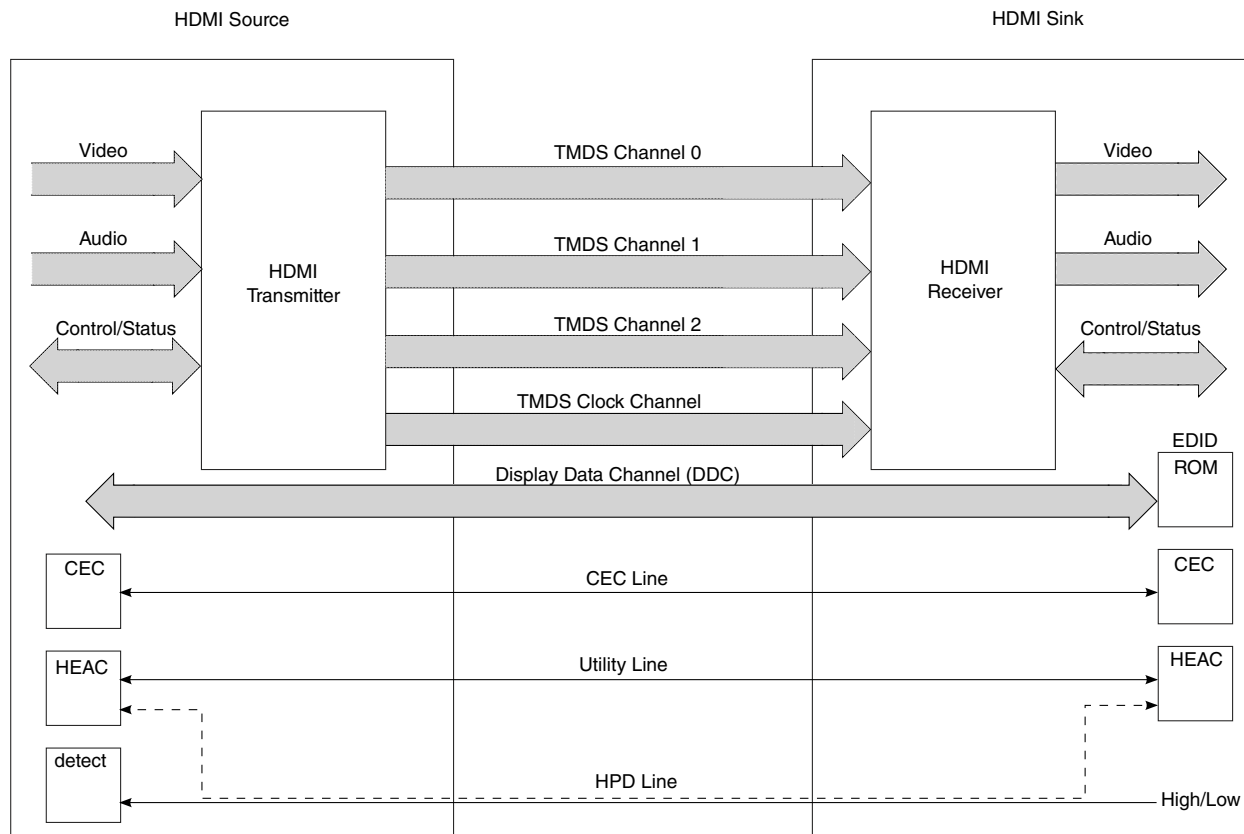 HDMI Source
HDMI Sink
Video
TMDS Channel 0
Video
Audio
TMDS Channel 1
Audio
HDMI
Transmitter
HDMI
Receiver
Control/Status
TMDS Channel 2
Control/Status
TMDS Clock Channel
EDID
ROM
Display Data Channel (DDC)
CEC
CEC Line
CEC
HEAC
Utility Line
HEAC
detect
HPD Line
High/Low